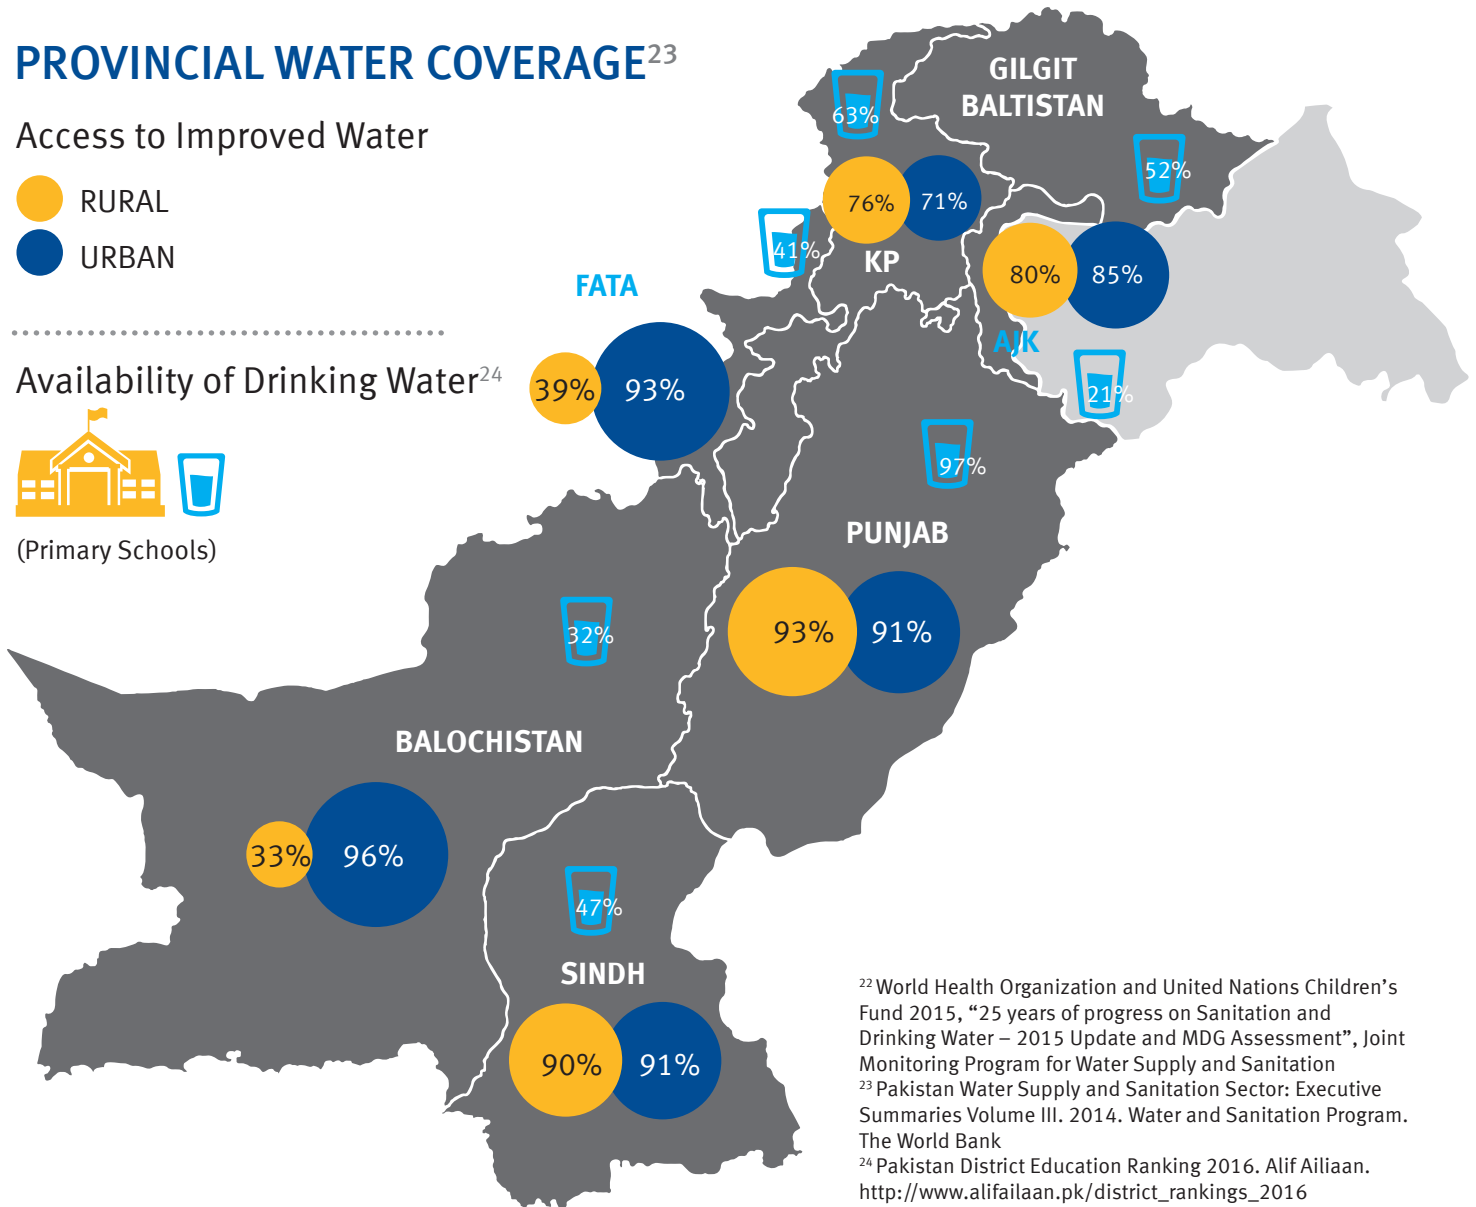 PROVINCIAL WATER COVERAGE23
Access to Improved Water
RURAL
URBAN
Availability of Drinking Water24
(Primary Schools)
GILGIT
BALTISTAN
63%
52%
76%
71%
41%
KP
80%
85%
FATA
AJK
39%
93%
21%
97%
PUNJAB
93%
91%
32%
BALOCHISTAN
33%
96%
47%
SINDH
90%
91%
22 World Health Organization and United Nations Children’s
Fund 2015, “25 years of progress on Sanitation and
Drinking Water – 2015 Update and MDG Assessment”, Joint
Monitoring Program for Water Supply and Sanitation
23 Pakistan Water Supply and Sanitation Sector: Executive
Summaries Volume III. 2014. Water and Sanitation Program.
The World Bank
24 Pakistan District Education Ranking 2016. Alif Ailiaan.
http://www.alifailaan.pk/district_rankings_2016